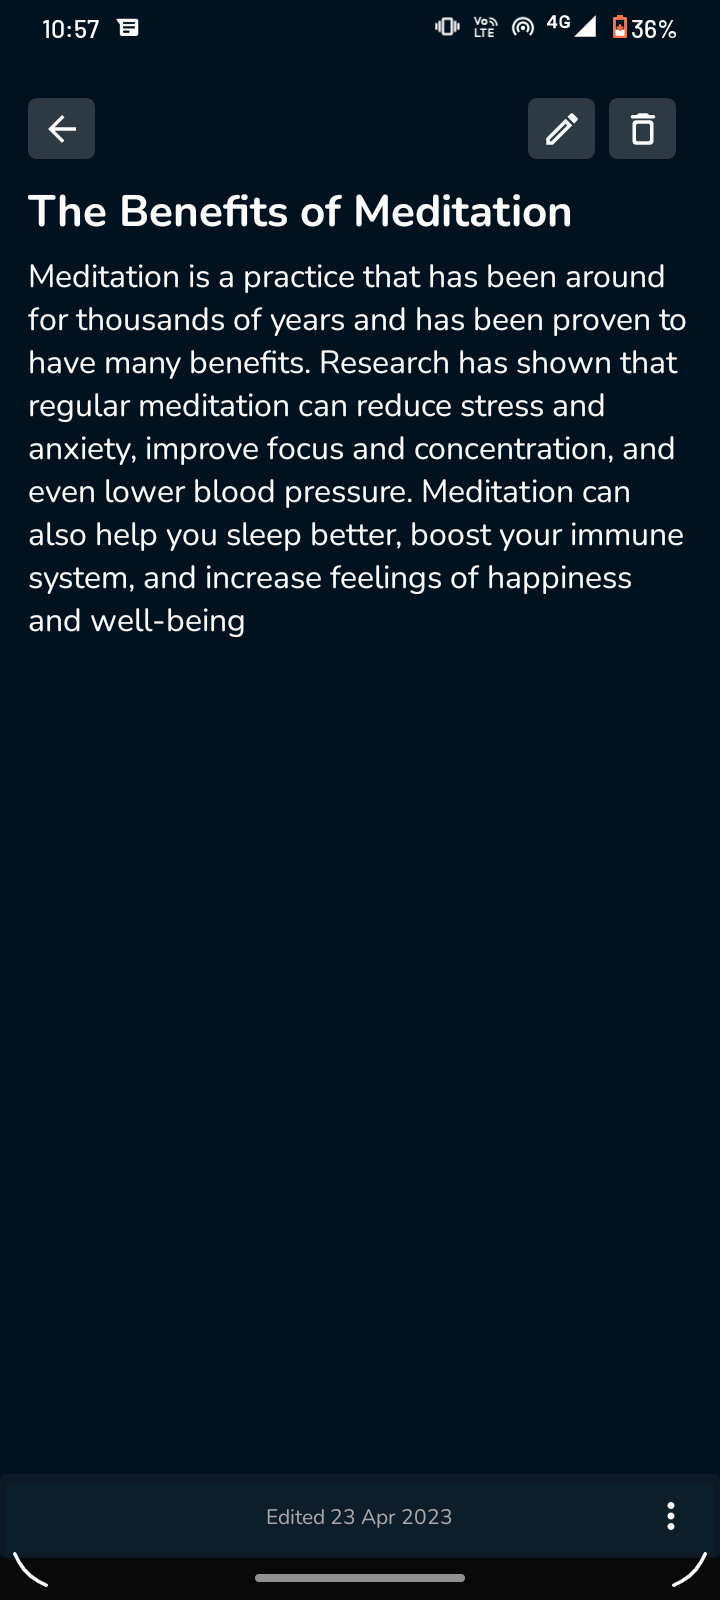 10:57
Vo LTE
4G
36%
The Benefits of Meditation
Meditation is a practice that has been around
for thousands of years and has been proven to
have many benefits. Research has shown that
regular meditation can reduce stress and
anxiety, improve focus and concentration, and
even lower blood pressure. Meditation can
also help you sleep better, boost your immune
system, and increase feelings of happiness
and well-being
Edited 23 Apr 2023